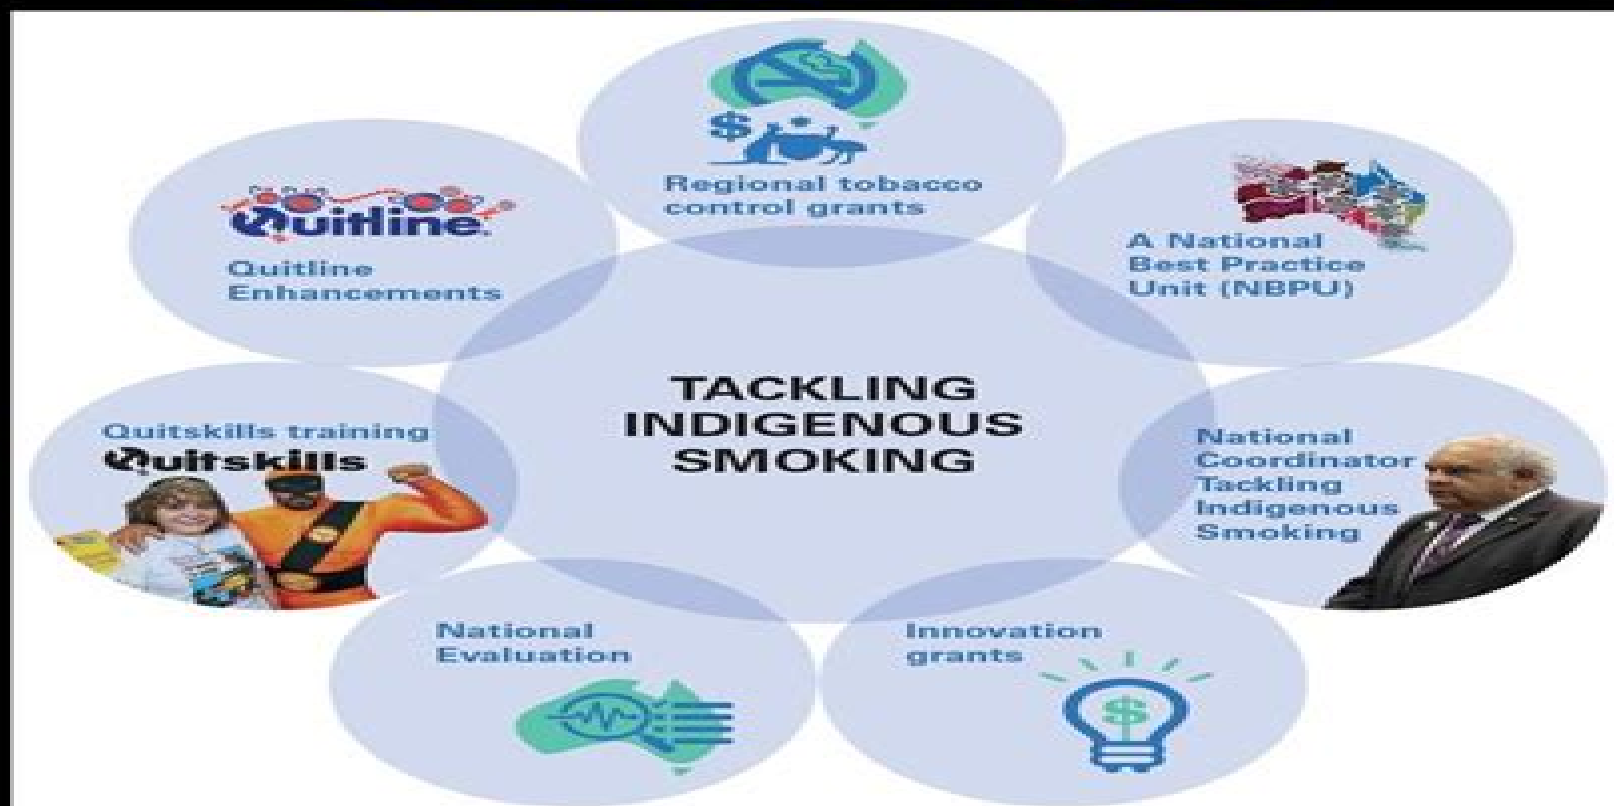 Regional tobacco
control grants
A National
Best Practice
Unit (NBPU)
National
Coordinator
Tackling
Indigenous
Smoking
Innovation
grants
National
Evaluation
Quitskills training
Quitskills
Quitline
Quitline
Enhancements
TACKLING
INDIGENOUS
SMOKING